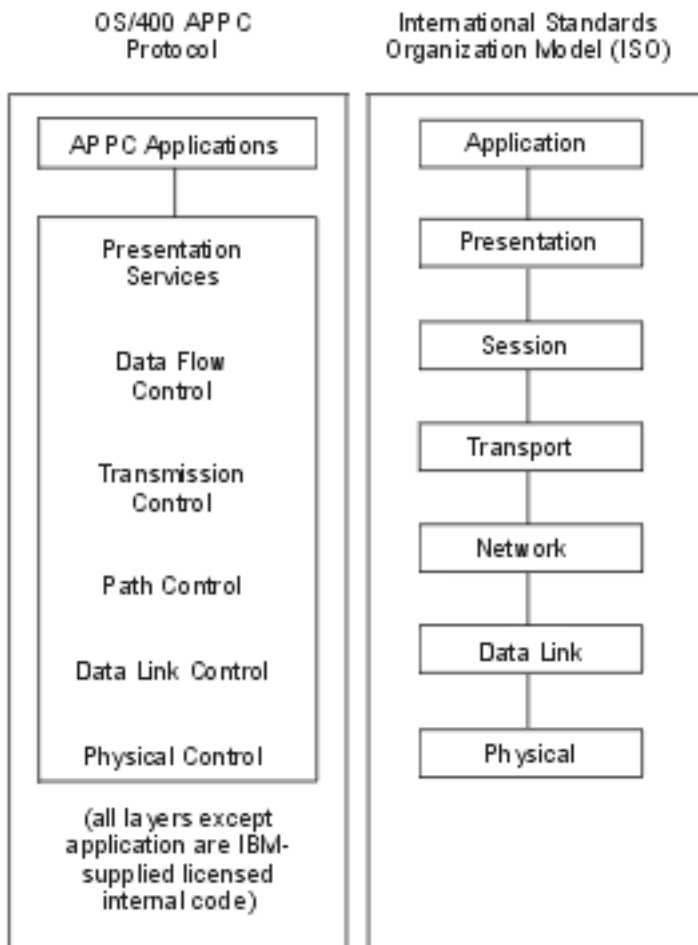 OS/400 APPC
Protocol
APPC Applications
Presentation
Services
Data Flow
Control
Transmission
Control
Path Control
Data Link Control
Physical Control
(all layers except
application are IBM-
supplied licensed
internal code)
International Standards
Organization Model (ISO)
Application
Presentation
Session
Transport
Network
Data Link
Physical